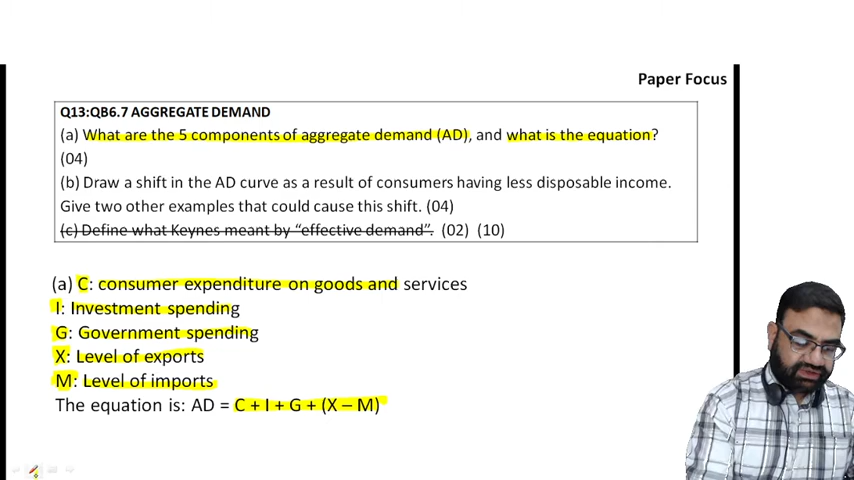 Paper Focus
Q13:QB6.7 AGGREGATE DEMAND
(a) What are the 5 components of aggregate demand (AD), and what is the equation?
(04)
(b) Draw a shift in the AD curve as a result of consumers having less disposable income.
Give two other examples that could cause this shift. (04)
(c) Define what Keynes meant by “effective demand”. (02) (10)
(a) C: consumer expenditure on goods and services
I: Investment spending
G: Government spending
X: Level of exports
M: Level of imports
The equation is: AD = C + I + G + (X – M)